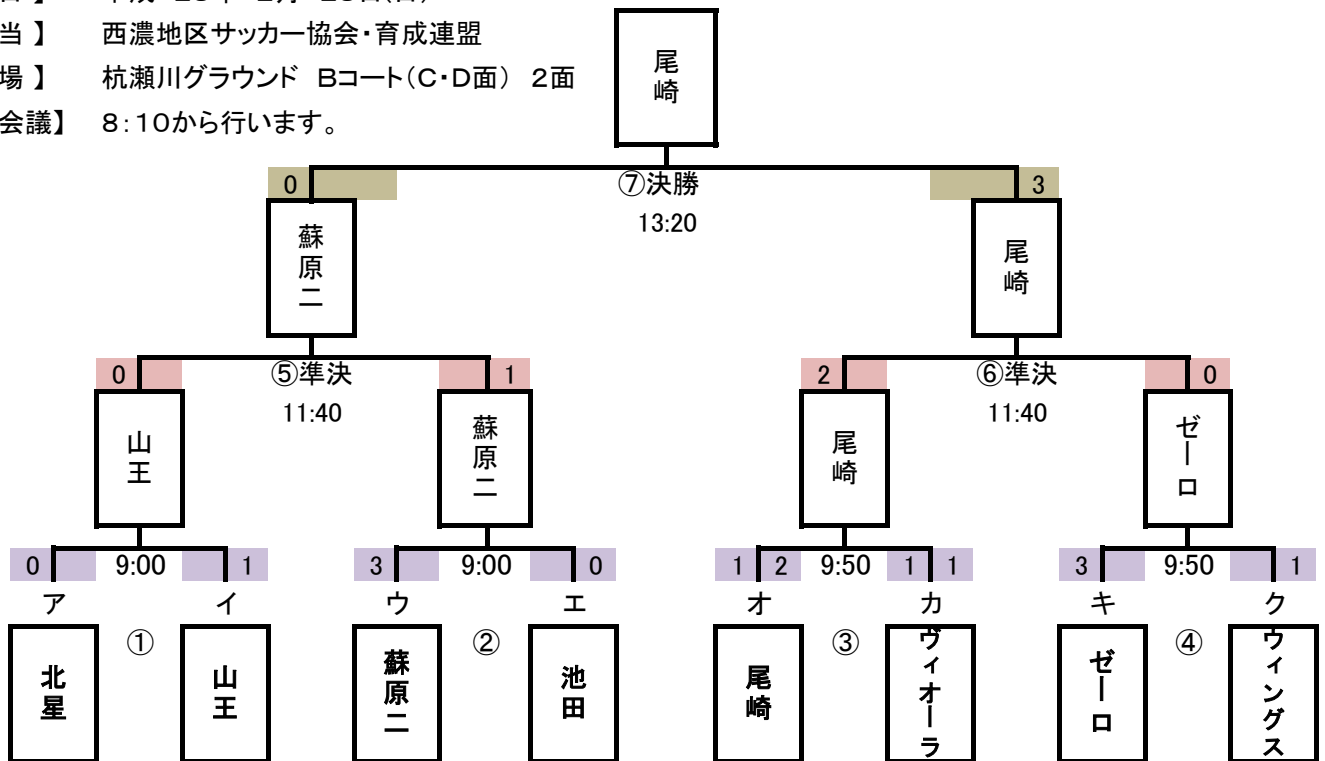 当 】 西濃地区サッカー協会・育成連盟
場 】 杭瀬川グラウンド Bコート(C・D面) 2面
会議】 8:10から行います。
尾崎
0 ⑦決勝 3
13:20
蘇原二 尾崎
0 ⑤準決 1 2 ⑥準決 0
11:40 11:40
山王 蘇原二 尾崎 ゼーロ
0 9:00 1 3 9:00 0 1 2 9:50 1 1 3 9:50 1
ア イ ウ エ オ カ キ ク
① ② ③ ④
北星 山王 蘇原二 池田 尾崎 ヴィオーラ ゼーロ ウィングス